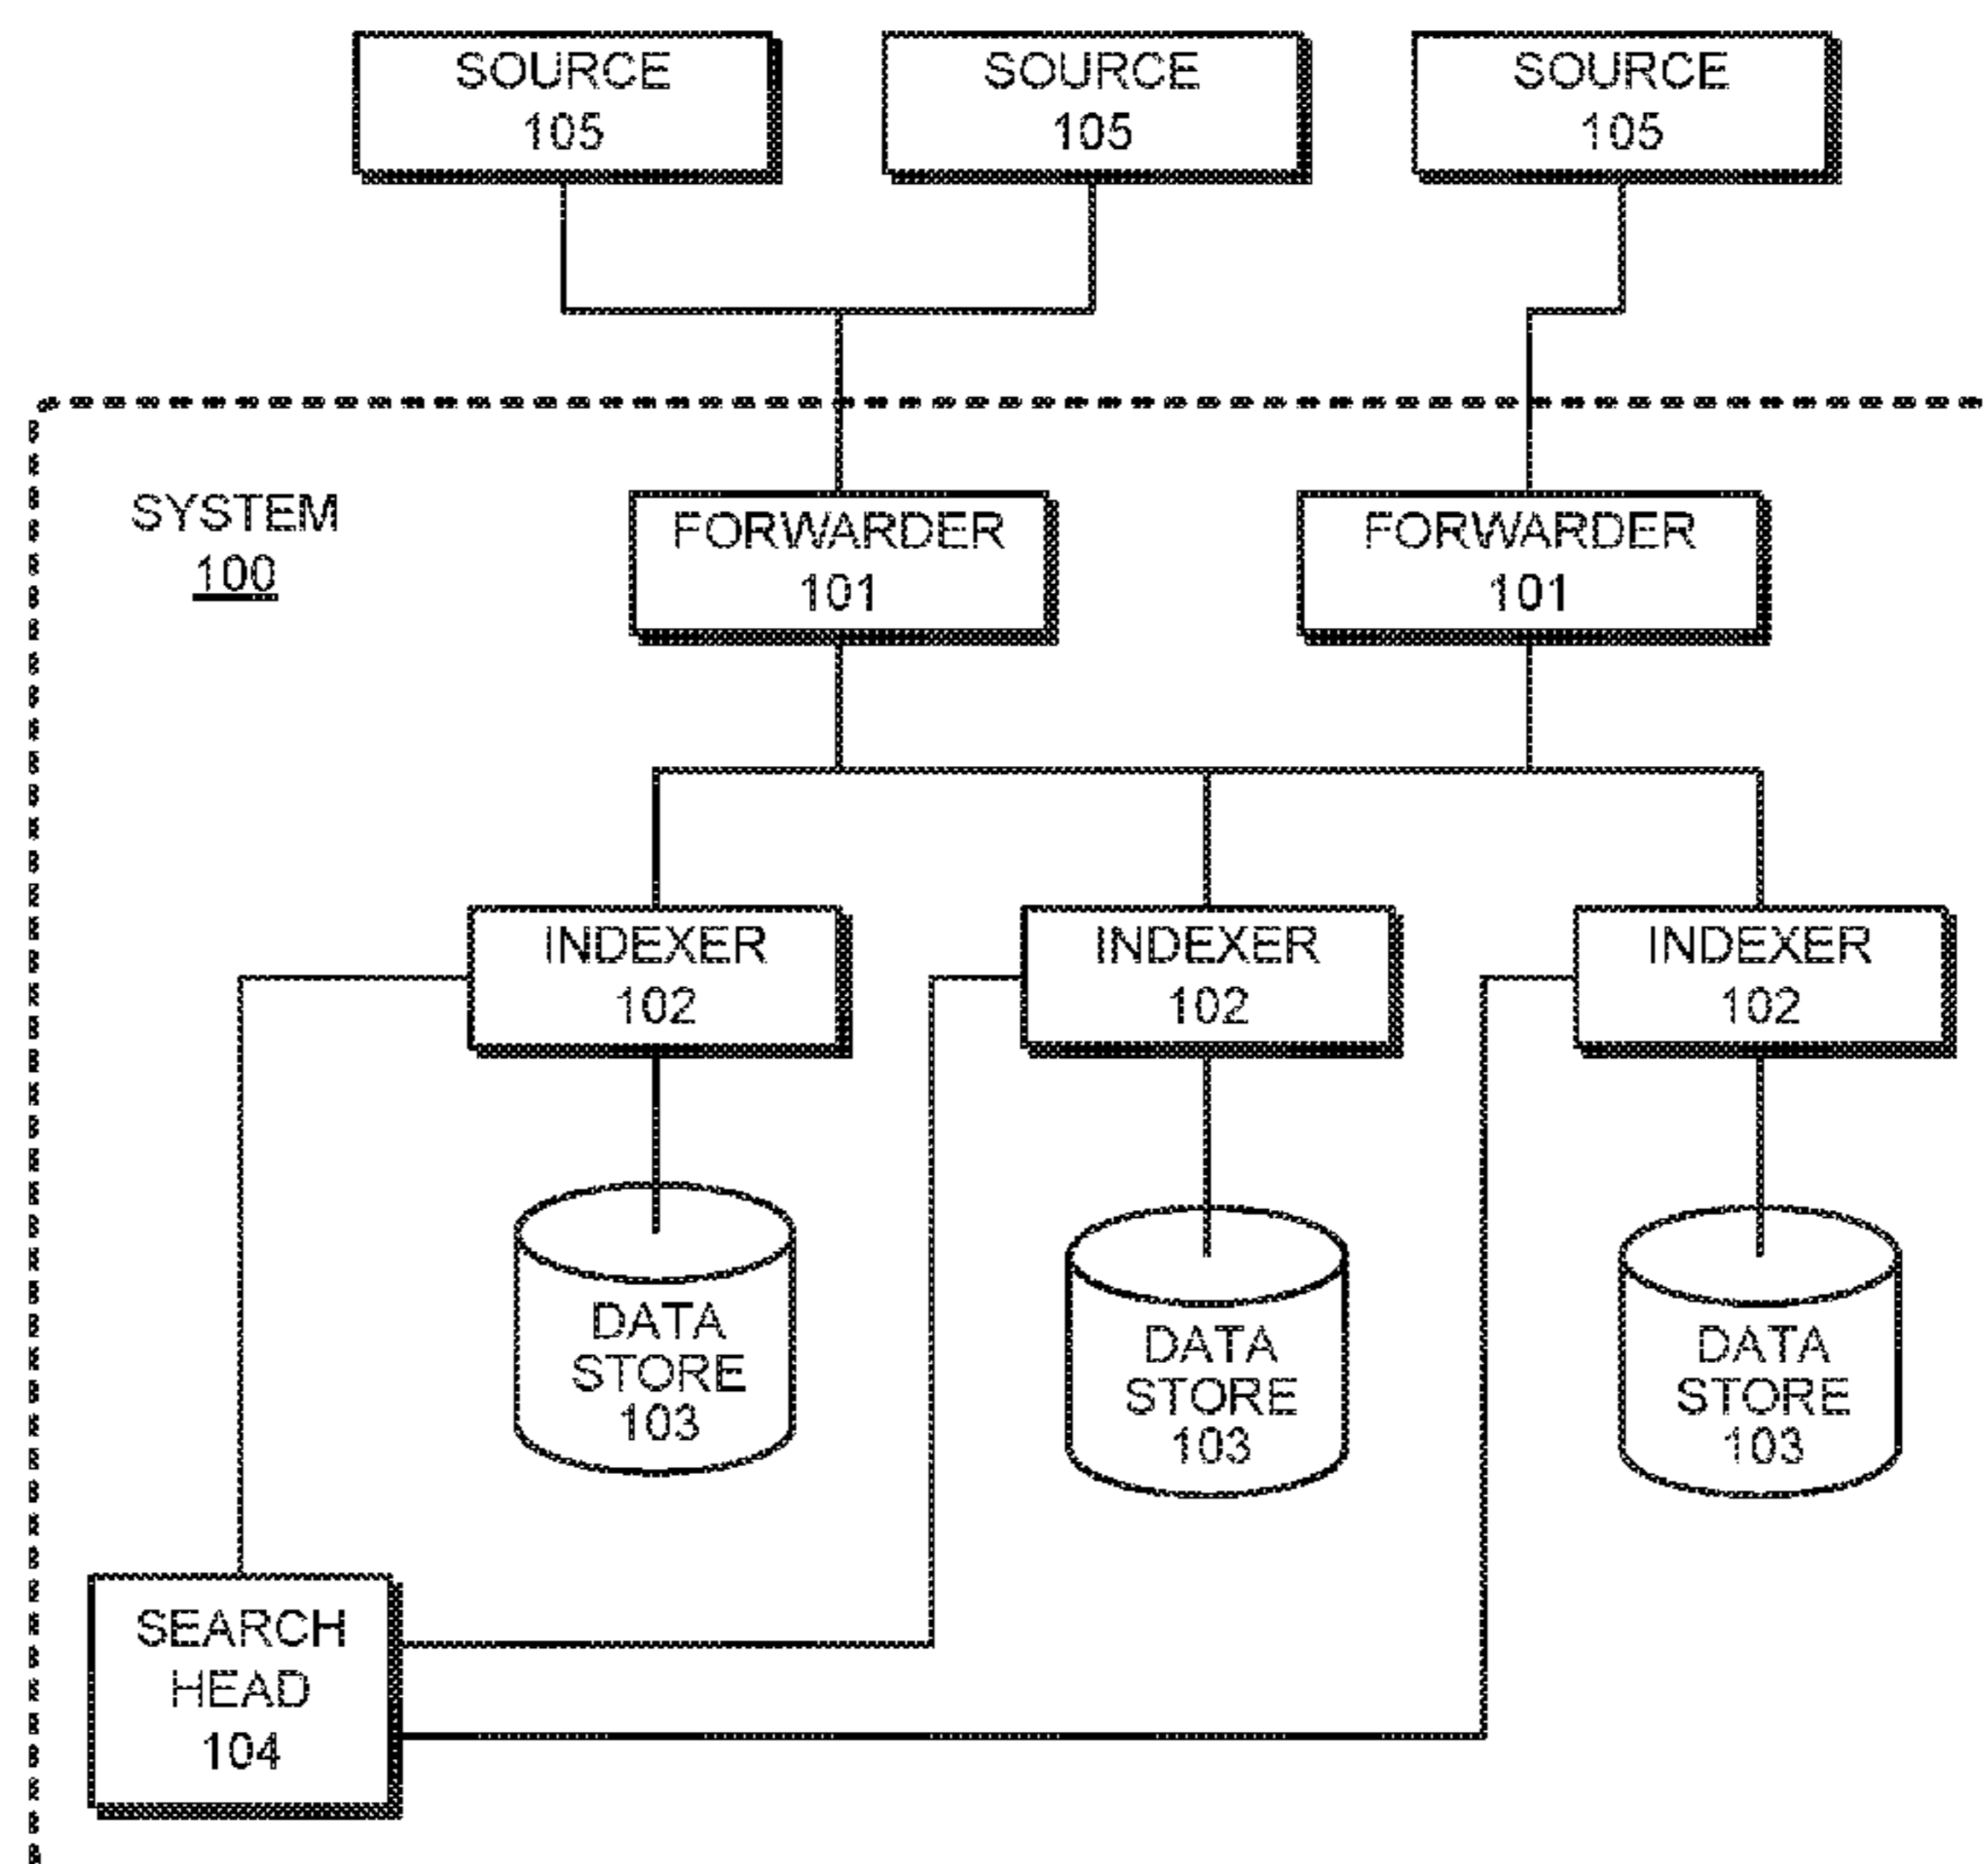 SOURCE
105
SOURCE
105
SOURCE
105
SYSTEM
100
FORWARDER
101
FORWARDER
101
INDEXER
102
INDEXER
102
INDEXER
102
DATA
STORE
103
DATA
STORE
103
DATA
STORE
103
SEARCH
HEAD
104